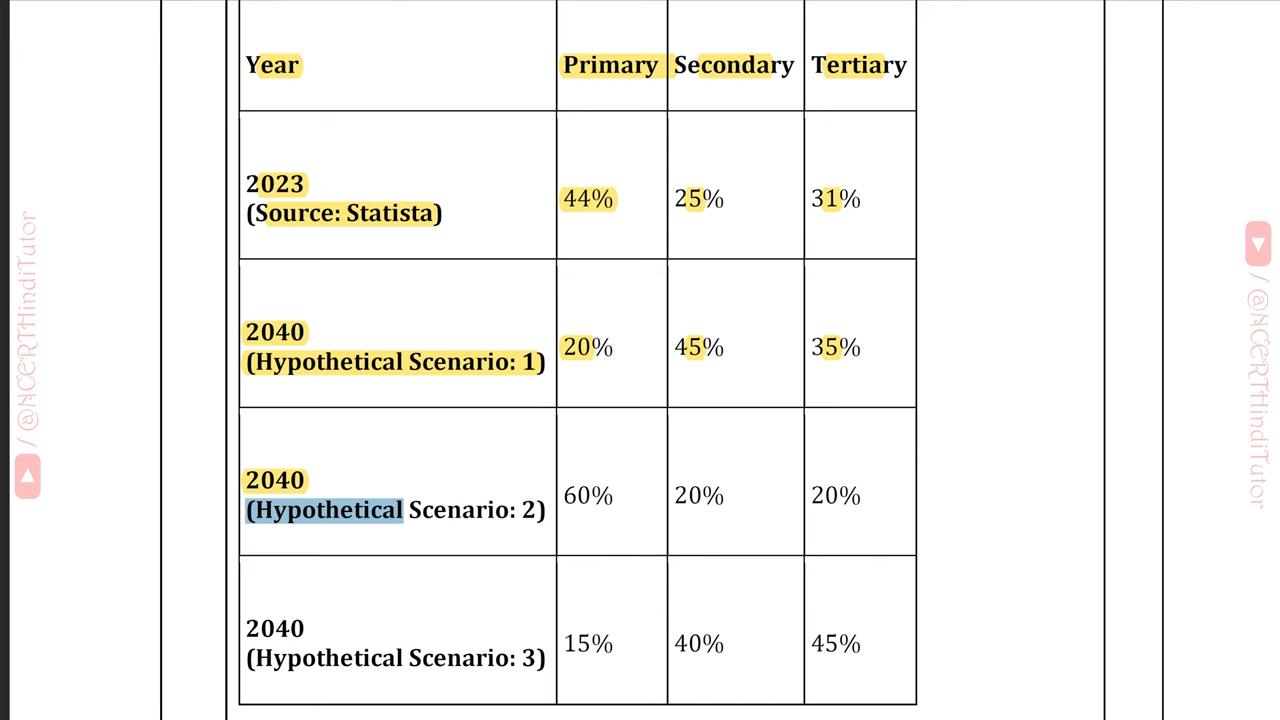 Year Primary Secondary Tertiary
2023
(Source: Statista) 44% 25% 31%
2040
(Hypothetical Scenario: 1) 20% 45% 35%
2040
(Hypothetical Scenario: 2) 60% 20% 20%
2040
(Hypothetical Scenario: 3) 15% 40% 45%
/ @NCERTHindiTutor
/ @NCERTHindiTutor